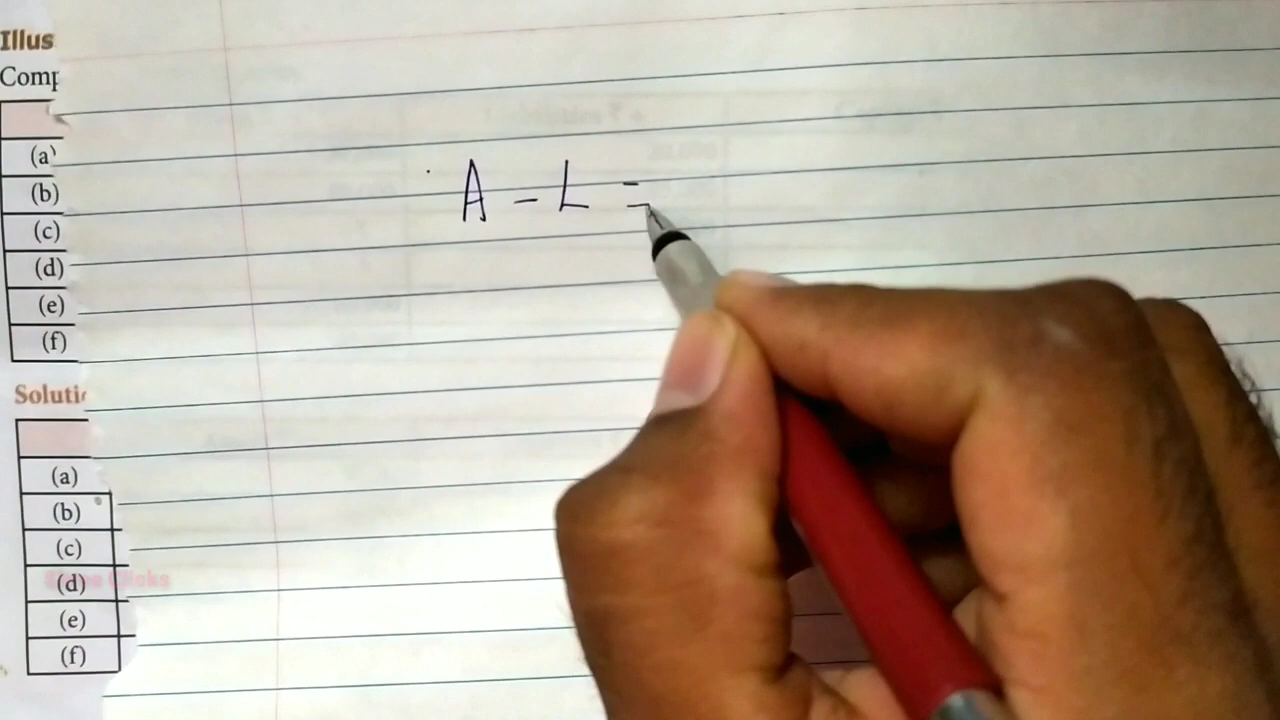 Illus
Comp
(a)
(b)
(c)
(d)
(e)
(f)
A - L =
Soluti
(a)
(b)
(c)
(d)
(e)
(f)